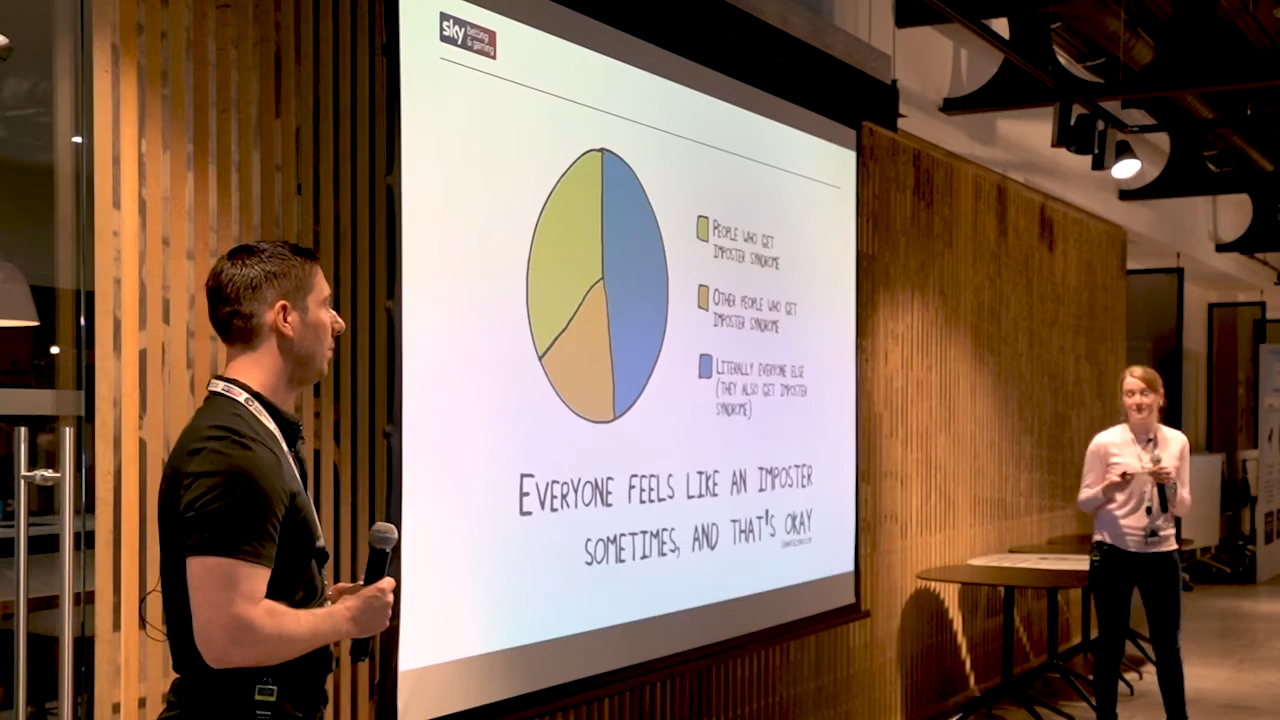 sky betting
& gaming
PEOPLE WHO GET
IMPOSTER SYNDROME
OTHER PEOPLE WHO GET
IMPOSTER SYNDROME
LITERALLY EVERYONE ELSE
(THEY ALSO GET IMPOSTER
SYNDROME)
EVERYONE FEELS LIKE AN IMPOSTER
SOMETIMES, AND THAT'S OKAY